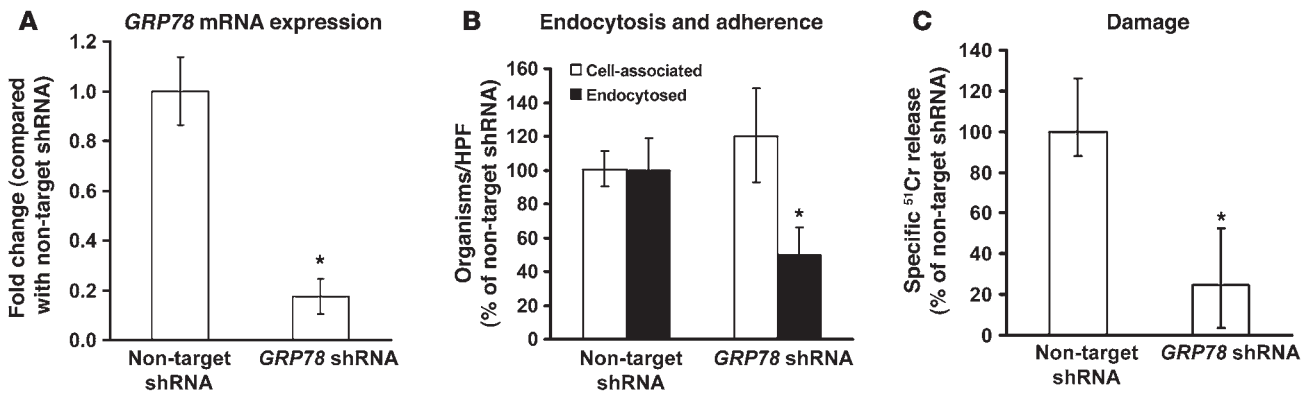 A
GRP78 mRNA expression
Fold change (compared
with non-target shRNA)
1.2
1.0
0.8
0.6
0.4
0.2
0.0
*
Non-target
shRNA
GRP78 shRNA
B
Endocytosis and adherence
Organisms/HPF
(% of non-target shRNA)
160
140
120
100
80
60
40
20
0
Cell-associated
Endocytosed
*
Non-target
shRNA
GRP78 shRNA
C
Damage
Specific ⁵¹Cr release
(% of non-target shRNA)
140
120
100
80
60
40
20
0
*
Non-target
shRNA
GRP78 shRNA